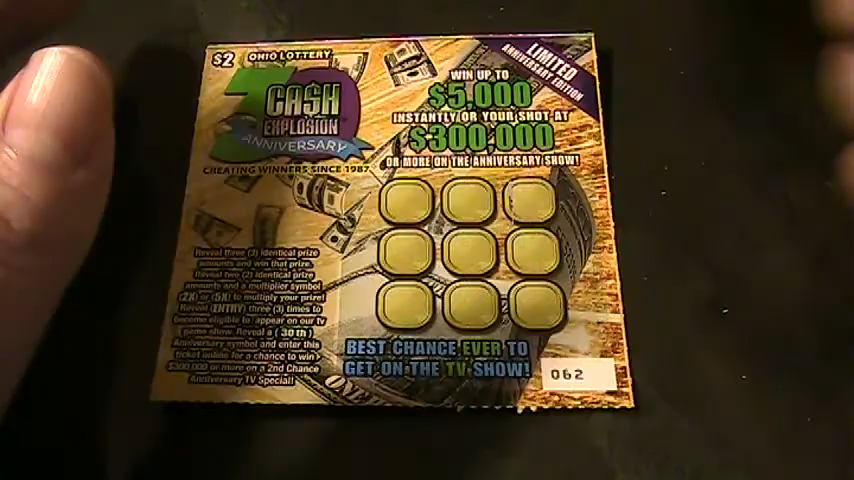 $2 OHIO LOTTERY
LIMITED
ANNIVERSARY EDITION
CA$H
EXPLOSION
ANNIVERSARY
CREATING WINNERS SINCE 1987
WIN UP TO
$5,000
INSTANTLY OR YOUR SHOT AT
$300,000
OR MORE ON THE ANNIVERSARY SHOW!
Reveal three (3) identical prize
amounts and win that prize.
Reveal two (2) identical prize
amounts and a multiplier symbol
(2X) or (5X) to multiply your prize!
Reveal (ENTRY) three (3) times to
become eligible to appear on our tv
game show. Reveal a (30th)
Anniversary symbol and enter this
ticket online for a chance to win
$300,000 or more on a 2nd Chance
Anniversary TV Special!
BEST CHANCE EVER TO
GET ON THE TV SHOW!
062